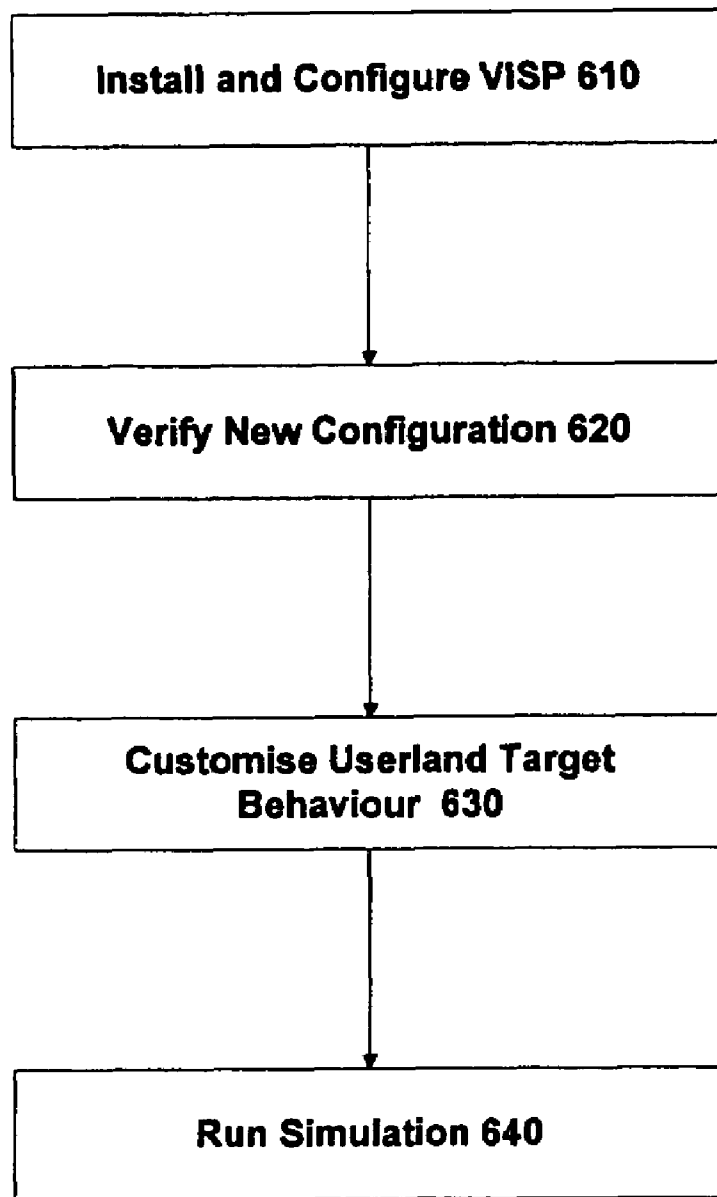 Install and Configure VISP 610
Verify New Configuration 620
Customise Userland Target
Behaviour 630
Run Simulation 640